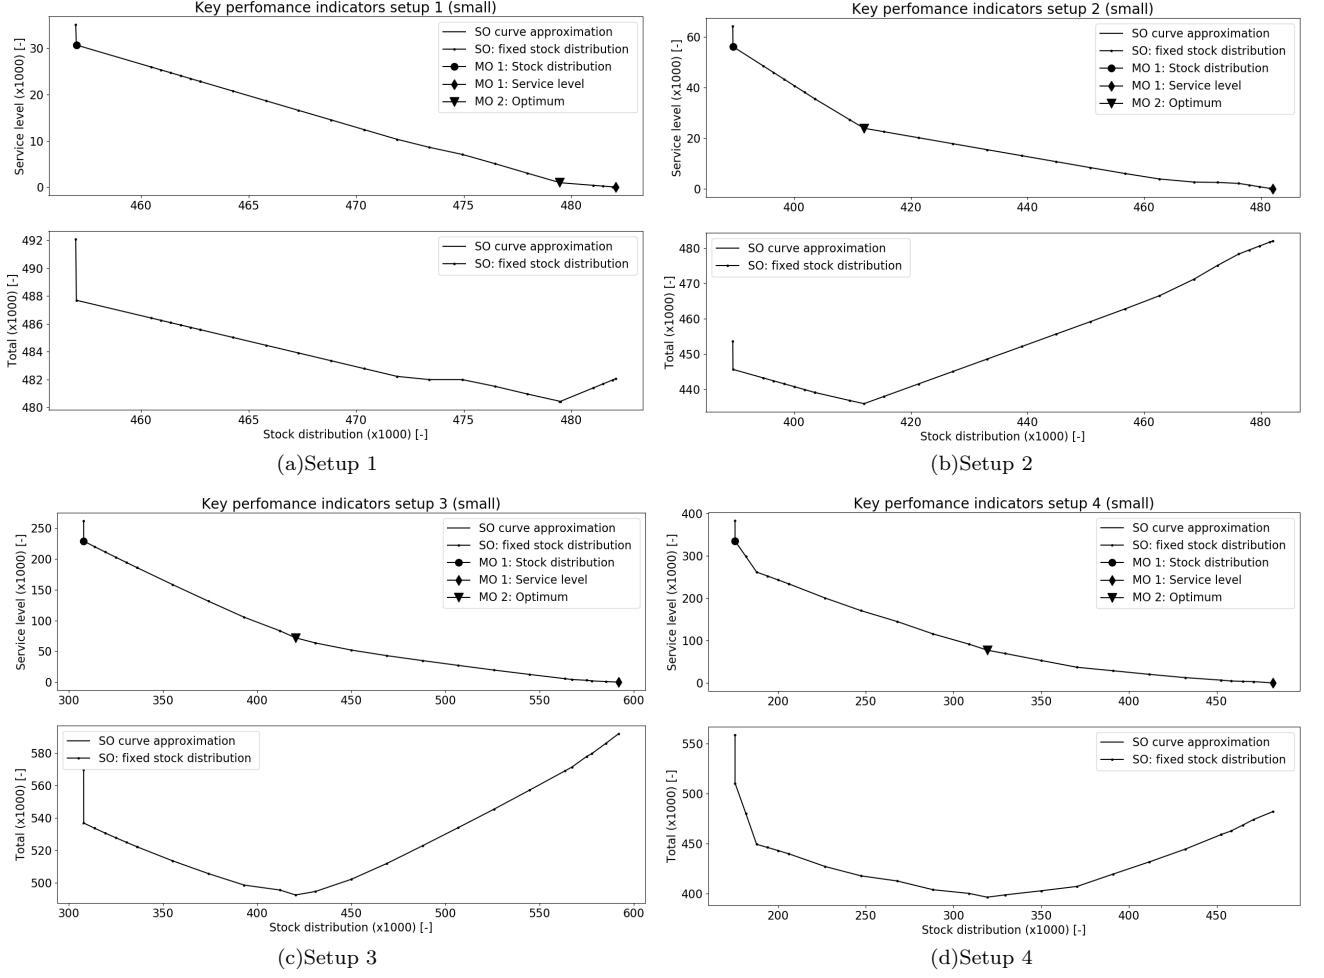 Key perfomance indicators setup 1 (small)
Service level (x1000) [-]
30
20
10
0
SO curve approximation
SO: fixed stock distribution
MO 1: Stock distribution
MO 1: Service level
MO 2: Optimum
460 465 470 475 480
Total (x1000) [-]
492
490
488
486
484
482
480
SO curve approximation
SO: fixed stock distribution
460 465 470 475 480
Stock distribution (x1000) [-]
(a)Setup 1
Key perfomance indicators setup 2 (small)
Service level (x1000) [-]
60
40
20
0
SO curve approximation
SO: fixed stock distribution
MO 1: Stock distribution
MO 1: Service level
MO 2: Optimum
400 420 440 460 480
Total (x1000) [-]
480
470
460
450
440
SO curve approximation
SO: fixed stock distribution
400 420 440 460 480
Stock distribution (x1000) [-]
(b)Setup 2
Key perfomance indicators setup 3 (small)
Service level (x1000) [-]
250
200
150
100
50
0
SO curve approximation
SO: fixed stock distribution
MO 1: Stock distribution
MO 1: Service level
MO 2: Optimum
300 350 400 450 500 550 600
Total (x1000) [-]
580
560
540
520
500
SO curve approximation
SO: fixed stock distribution
300 350 400 450 500 550 600
Stock distribution (x1000) [-]
(c)Setup 3
Key perfomance indicators setup 4 (small)
Service level (x1000) [-]
400
300
200
100
0
SO curve approximation
SO: fixed stock distribution
MO 1: Stock distribution
MO 1: Service level
MO 2: Optimum
200 250 300 350 400 450
Total (x1000) [-]
550
500
450
400
SO curve approximation
SO: fixed stock distribution
200 250 300 350 400 450
Stock distribution (x1000) [-]
(d)Setup 4